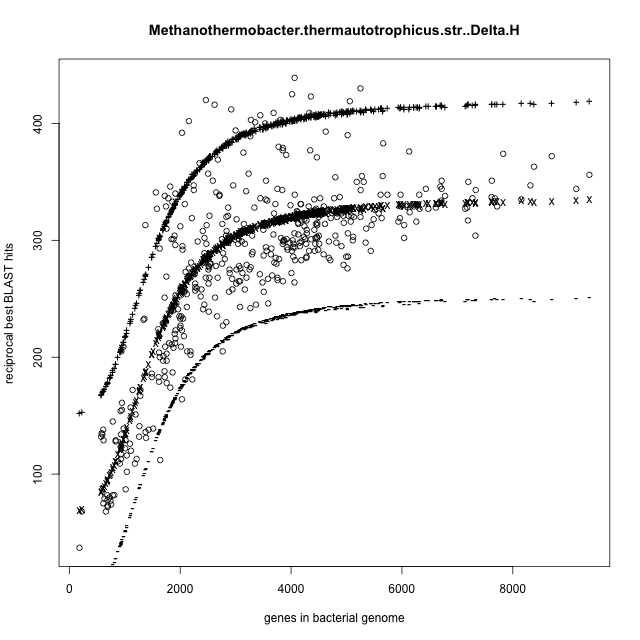 Methanothermobacter.thermautotrophicus.str..Delta.H
400
300
200
100
reciprocal best BLAST hits
0 2000 4000 6000 8000
genes in bacterial genome